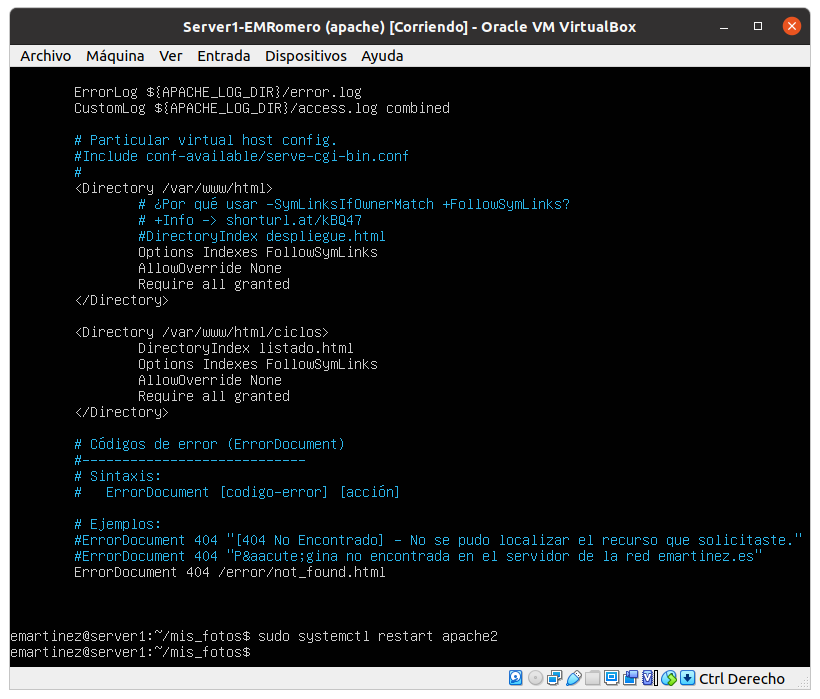 Server1-EMRomero (apache) [Corriendo] - Oracle VM VirtualBox
Archivo Máquina Ver Entrada Dispositivos Ayuda
ErrorLog ${APACHE_LOG_DIR}/error.log
CustomLog ${APACHE_LOG_DIR}/access.log combined
# Particular virtual host config.
#Include conf-available/serve-cgi-bin.conf
#
<Directory /var/www/html>
# ¿Por qué usar -SymLinksIfOwnerMatch +FollowSymLinks?
# +Info -> shorturl.at/kBQ47
#DirectoryIndex despliegue.html
Options Indexes FollowSymLinks
AllowOverride None
Require all granted
</Directory>
<Directory /var/www/html/ciclos>
DirectoryIndex listado.html
Options Indexes FollowSymLinks
AllowOverride None
Require all granted
</Directory>
# Códigos de error (ErrorDocument)
#-----------------------------
# Sintaxis:
#   ErrorDocument [codigo-error] [acción]
# Ejemplos:
#ErrorDocument 404 "[404 No Encontrado] - No se pudo localizar el recurso que solicitaste."
#ErrorDocument 404 "P&aacute;gina no encontrada en el servidor de la red emartinez.es"
ErrorDocument 404 /error/not_found.html
emartinez@server1:~/mis_fotos$ sudo systemctl restart apache2
emartinez@server1:~/mis_fotos$
Ctrl Derecho